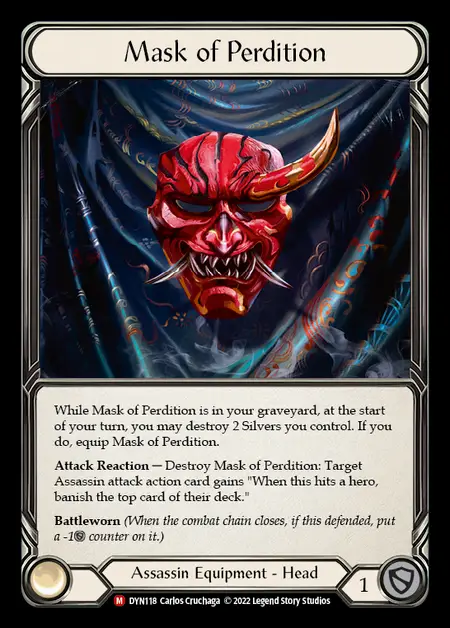 Mask of Perdition
While Mask of Perdition is in your graveyard, at the start
of your turn, you may destroy 2 Silvers you control. If you
do, equip Mask of Perdition.
Attack Reaction — Destroy Mask of Perdition: Target
Assassin attack action card gains "When this hits a hero,
banish the top card of their deck."
Battleworn (When the combat chain closes, if this defended, put
a -1 counter on it.)
Assassin Equipment - Head
1
M DYN118 Carlos Cruchaga © 2022 Legend Story Studios